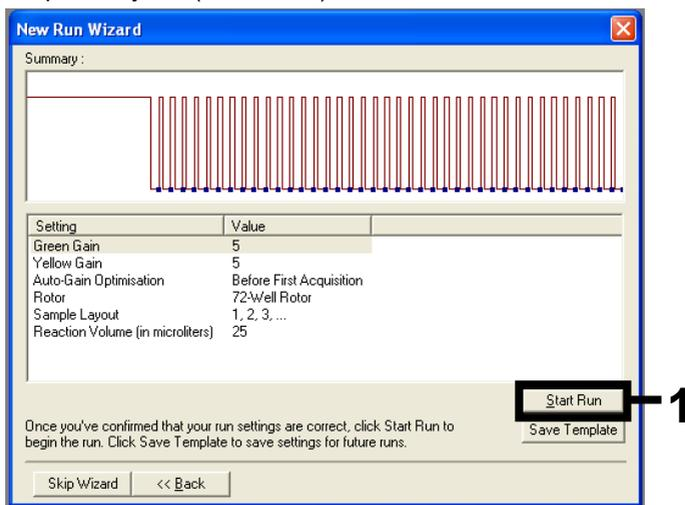 New Run Wizard
Summary :
Setting Value
Green Gain 5
Yellow Gain 5
Auto-Gain Optimisation Before First Acquisition
Rotor 72-Well Rotor
Sample Layout 1, 2, 3, ...
Reaction Volume (in microliters) 25
Start Run
1
Once you've confirmed that your run settings are correct, click Start Run to
begin the run. Click Save Template to save settings for future runs.
Save Template
Skip Wizard << Back